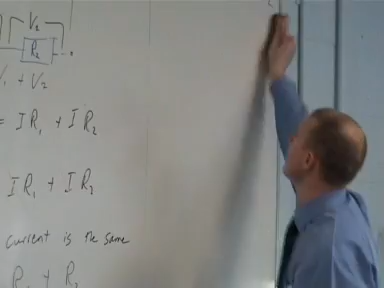 V₂
R₂
V₁ + V₂
= IR₁ + IR₂
IR₁ + IR₂
current is the same
R₁ + R₂